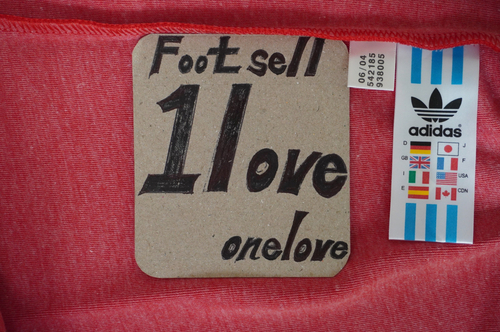 Foot sell
1love
onelove
06/04
542185
938005
adidas
D J
GB F
I USA
E CDN